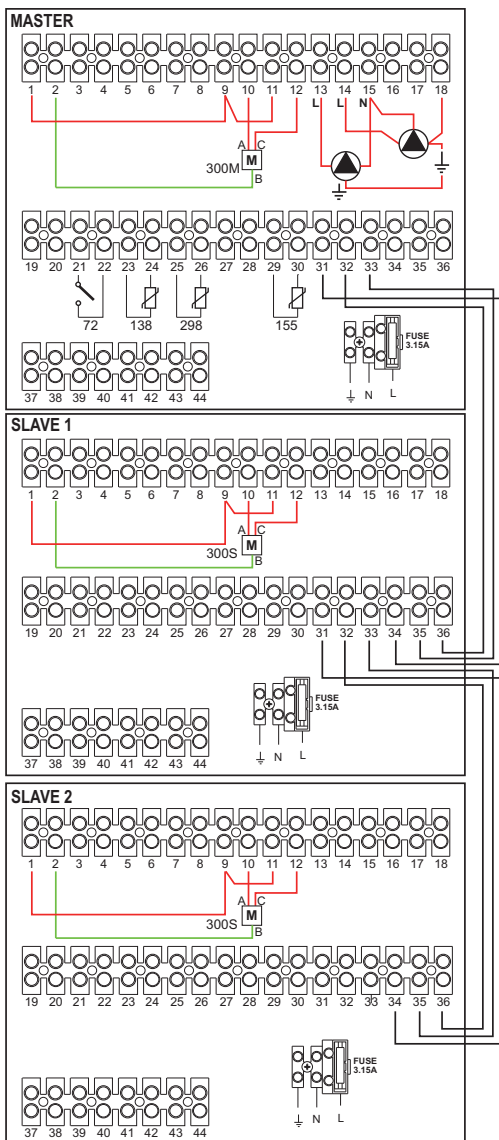 MASTER
1 2 3 4 5 6 7 8 9 10 11 12 13 14 15 16 17 18
L L N
A C
300M M
B
19 20 21 22 23 24 25 26 27 28 29 30 31 32 33 34 35 36
72 138 298 155
FUSE
3.15A
N L
37 38 39 40 41 42 43 44
SLAVE 1
1 2 3 4 5 6 7 8 9 10 11 12 13 14 15 16 17 18
A C
300S M
B
19 20 21 22 23 24 25 26 27 28 29 30 31 32 33 34 35 36
FUSE
3.15A
N L
37 38 39 40 41 42 43 44
SLAVE 2
1 2 3 4 5 6 7 8 9 10 11 12 13 14 15 16 17 18
A C
300S M
B
19 20 21 22 23 24 25 26 27 28 29 30 31 32 33 34 35 36
FUSE
3.15A
N L
37 38 39 40 41 42 43 44